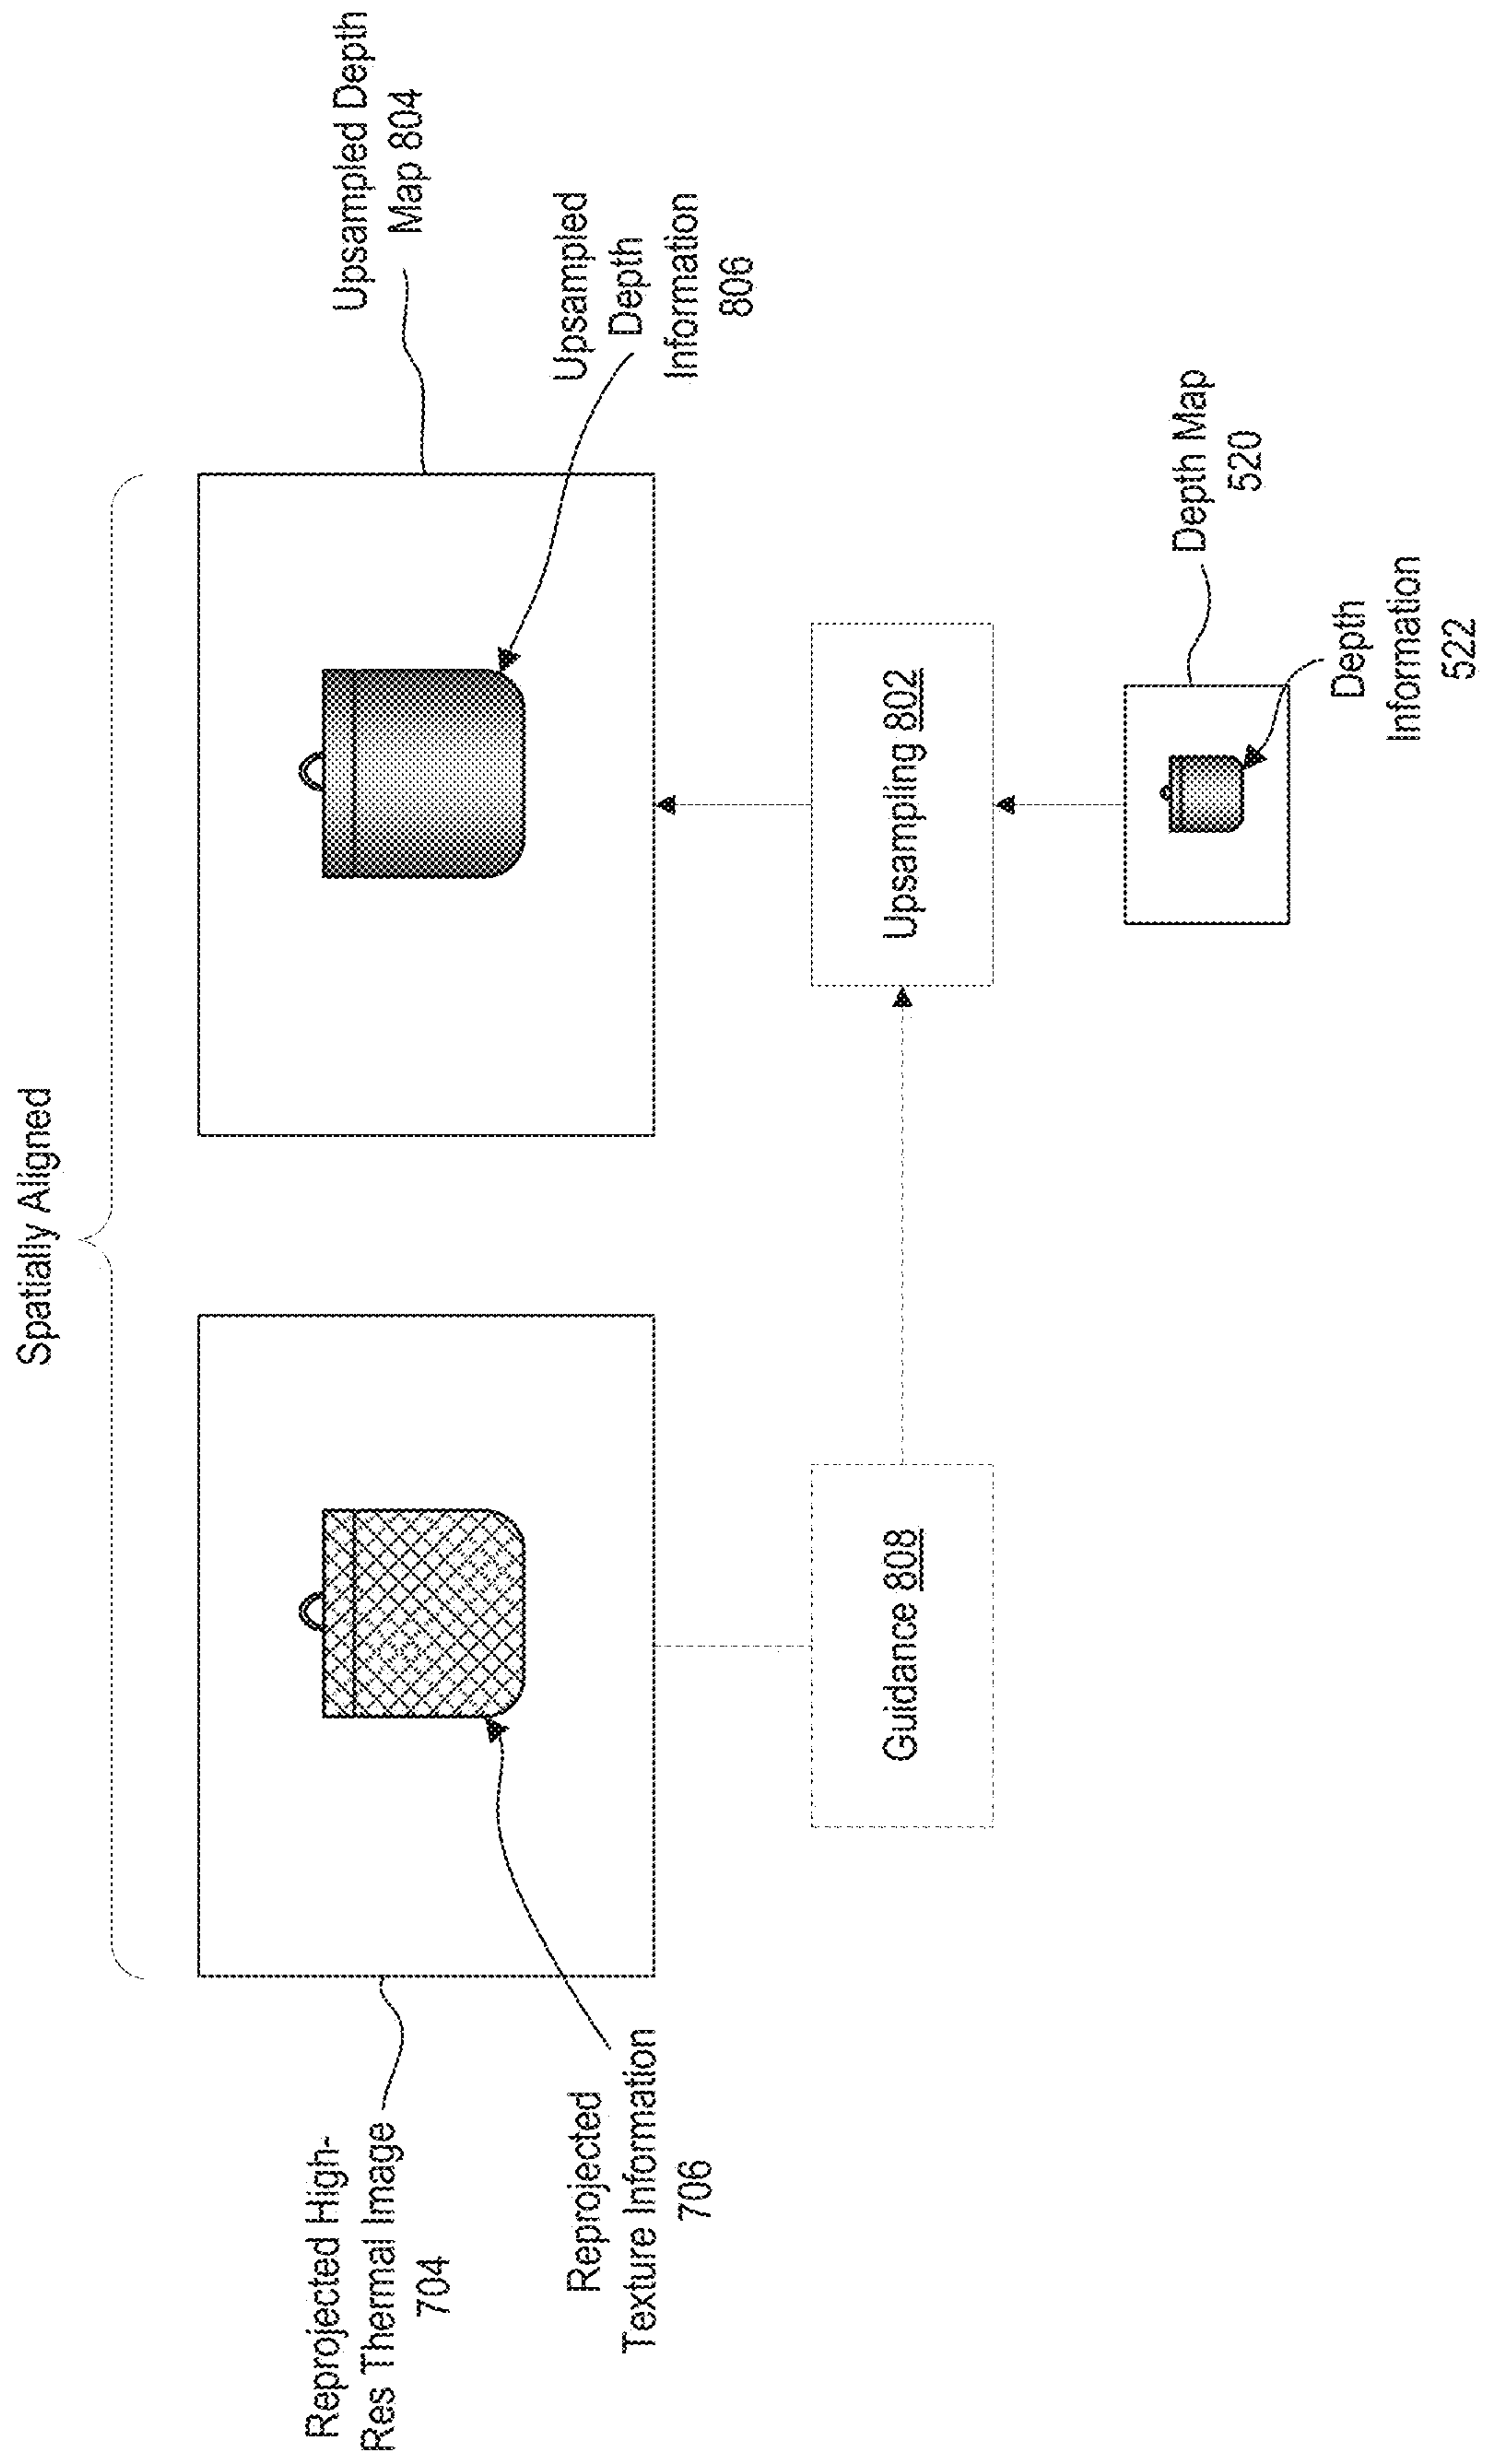 Spatially Aligned
Reprojected High-
Res Thermal Image
704
Reprojected
Texture Information
706
Upsampled Depth
Map 804
Upsampled
Depth
Information
806
Guidance 808
Upsampling 802
Depth Map
520
Depth
Information
522